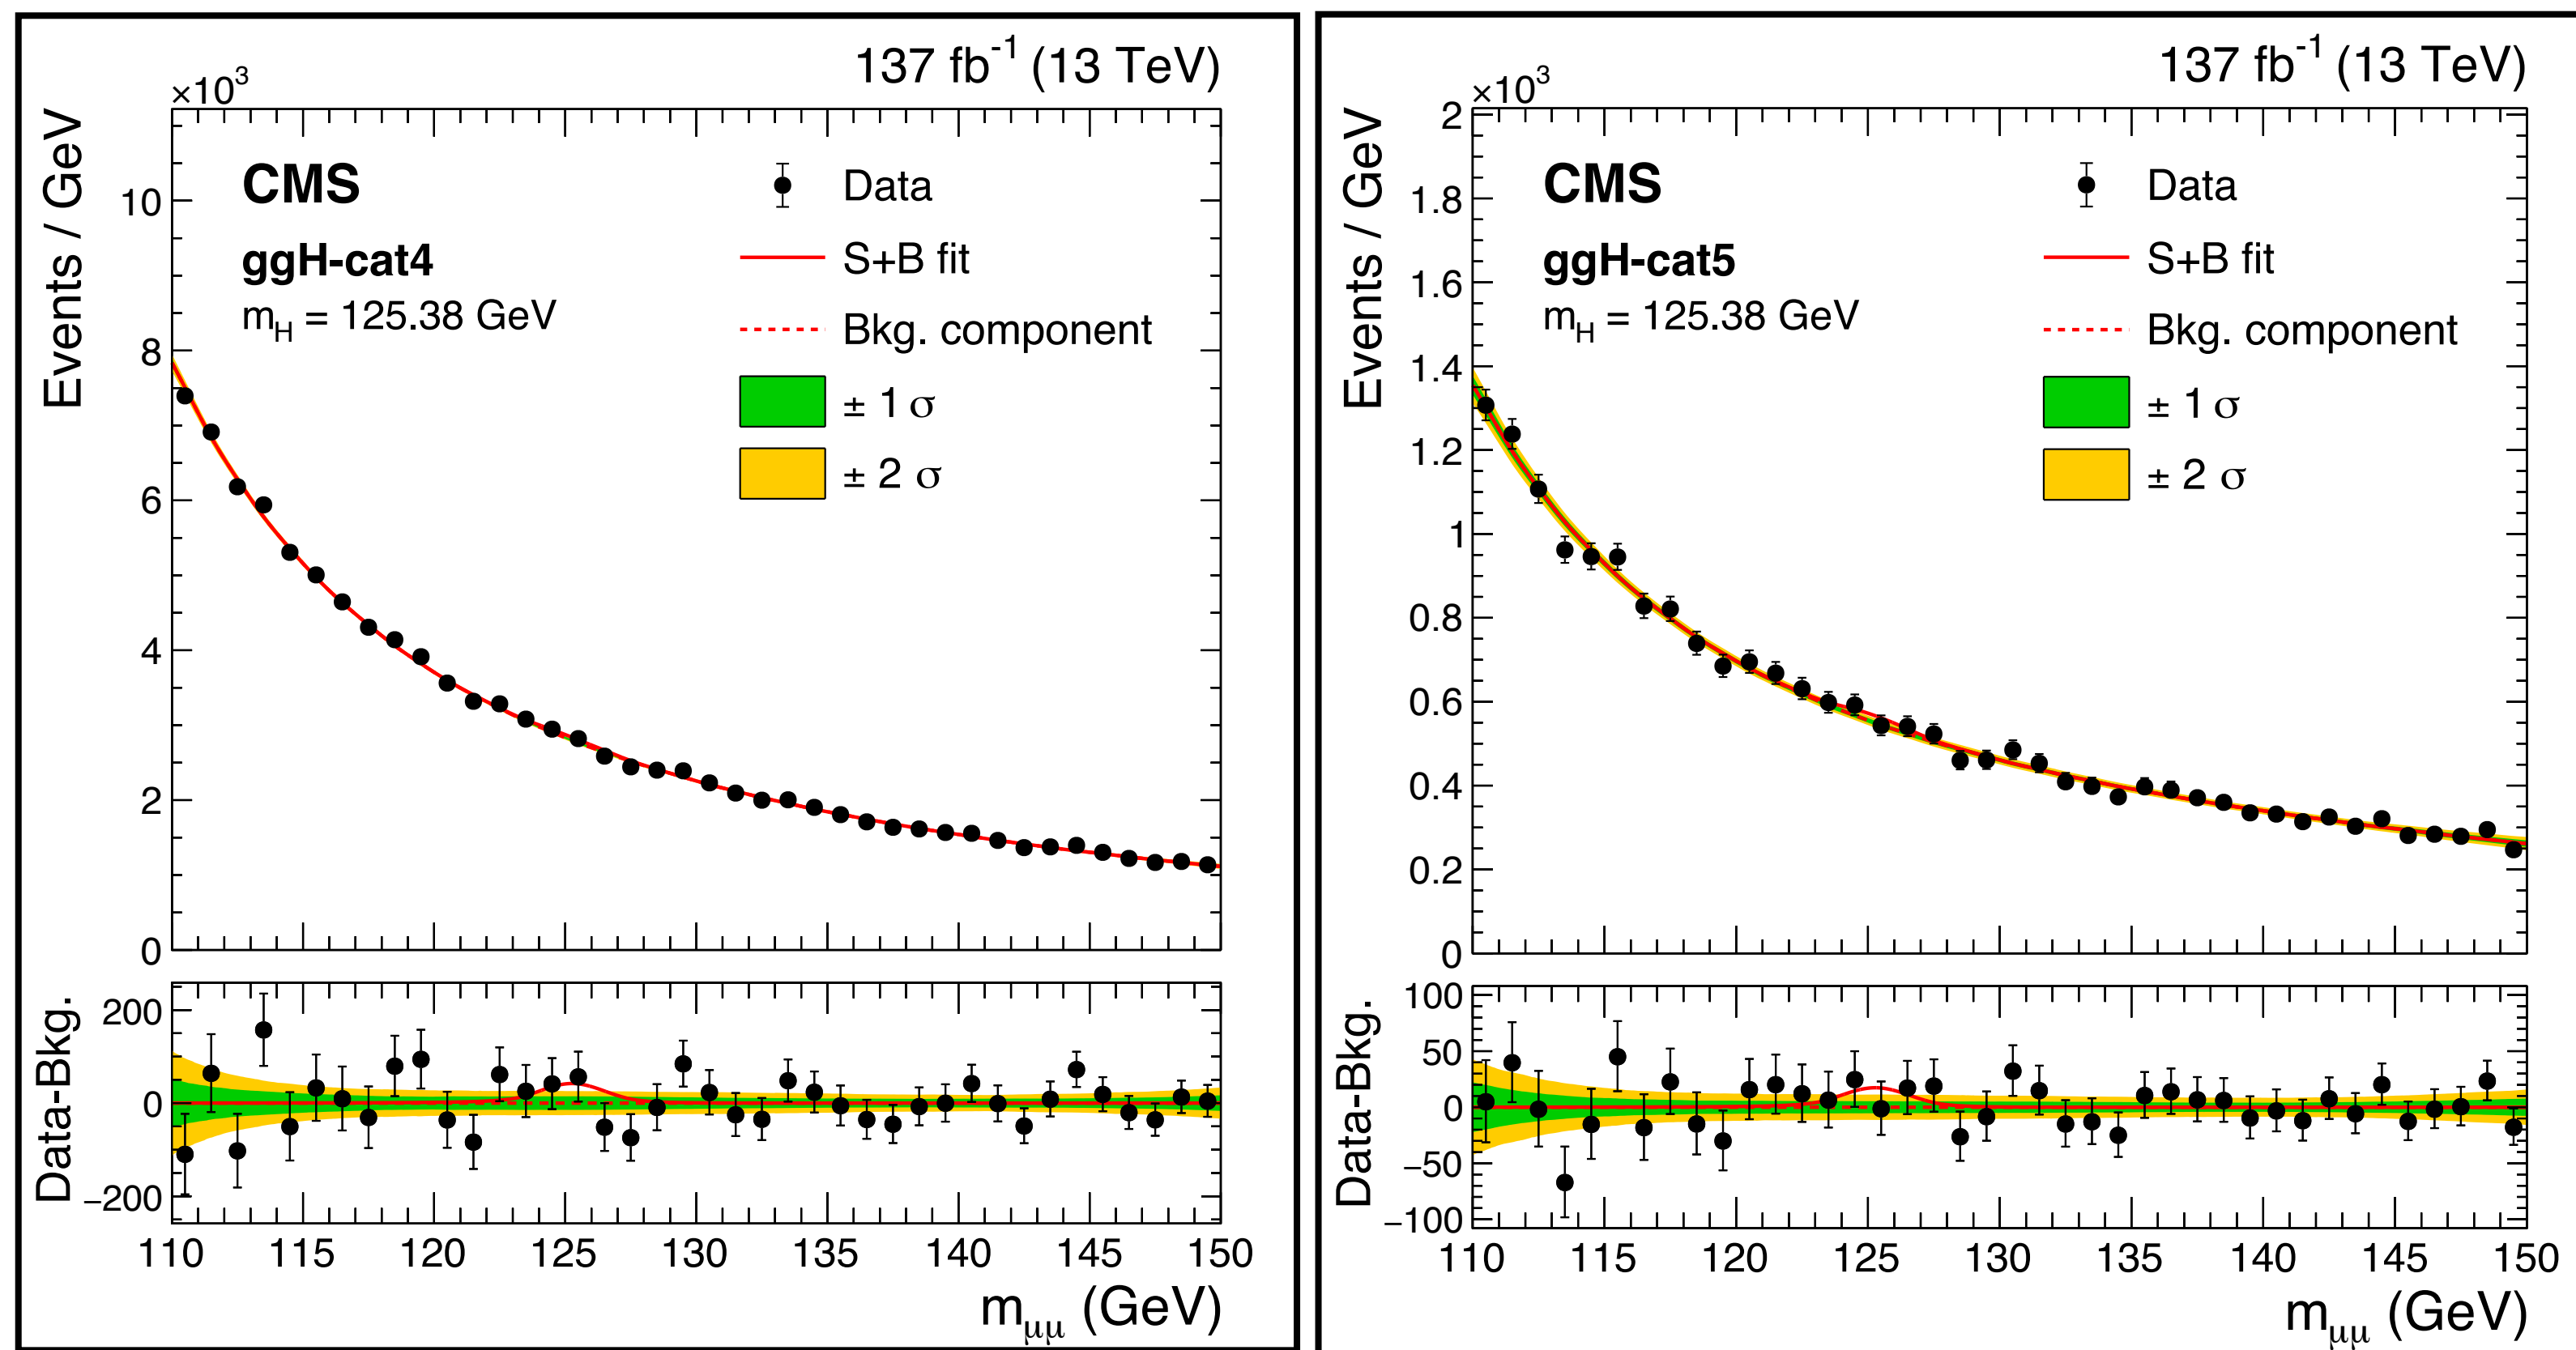 137 fb⁻¹ (13 TeV)
×10³
Events / GeV
CMS
ggH-cat4
m_H = 125.38 GeV
Data
S+B fit
Bkg. component
± 1 σ
± 2 σ
10
8
6
4
2
0
Data-Bkg.
200
0
−200
110 115 120 125 130 135 140 145 150
m_μμ (GeV)
137 fb⁻¹ (13 TeV)
×10³
Events / GeV
CMS
ggH-cat5
m_H = 125.38 GeV
Data
S+B fit
Bkg. component
± 1 σ
± 2 σ
2
1.8
1.6
1.4
1.2
1
0.8
0.6
0.4
0.2
0
Data-Bkg.
100
50
0
−50
−100
110 115 120 125 130 135 140 145 150
m_μμ (GeV)